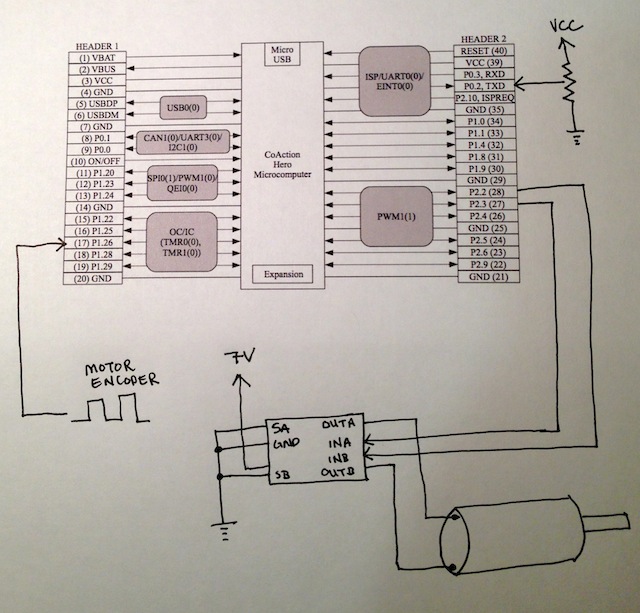 HEADER 1
(1) VBAT
(2) VBUS
(3) VCC
(4) GND
(5) USBDP
(6) USBDM
(7) GND
(8) P0.1
(9) P0.0
(10) ON/OFF
(11) P1.20
(12) P1.23
(13) P1.24
(14) GND
(15) P1.22
(16) P1.25
(17) P1.26
(18) P1.28
(19) P1.29
(20) GND
USB0(0)
CAN1(0)/UART3(0)/
I2C1(0)
SPI0(1)/PWM1(0)/
QEI0(0)
OC/IC
(TMR0(0),
TMR1(0))
Micro
USB
CoAction
Hero
Microcomputer
Expansion
ISP/UART0(0)/
EINT0(0)
PWM1(1)
HEADER 2
RESET (40)
VCC (39)
P0.3, RXD
P0.2, TXD
P2.10, ISPREQ
GND (35)
P1.0 (34)
P1.1 (33)
P1.4 (32)
P1.8 (31)
P1.9 (30)
GND (29)
P2.2 (28)
P2.3 (27)
P2.4 (26)
GND (25)
P2.5 (24)
P2.6 (23)
P2.9 (22)
GND (21)
VCC
MOTOR
ENCODER
7V
SA
GND
SB
OUTA
INA
INB
OUTB